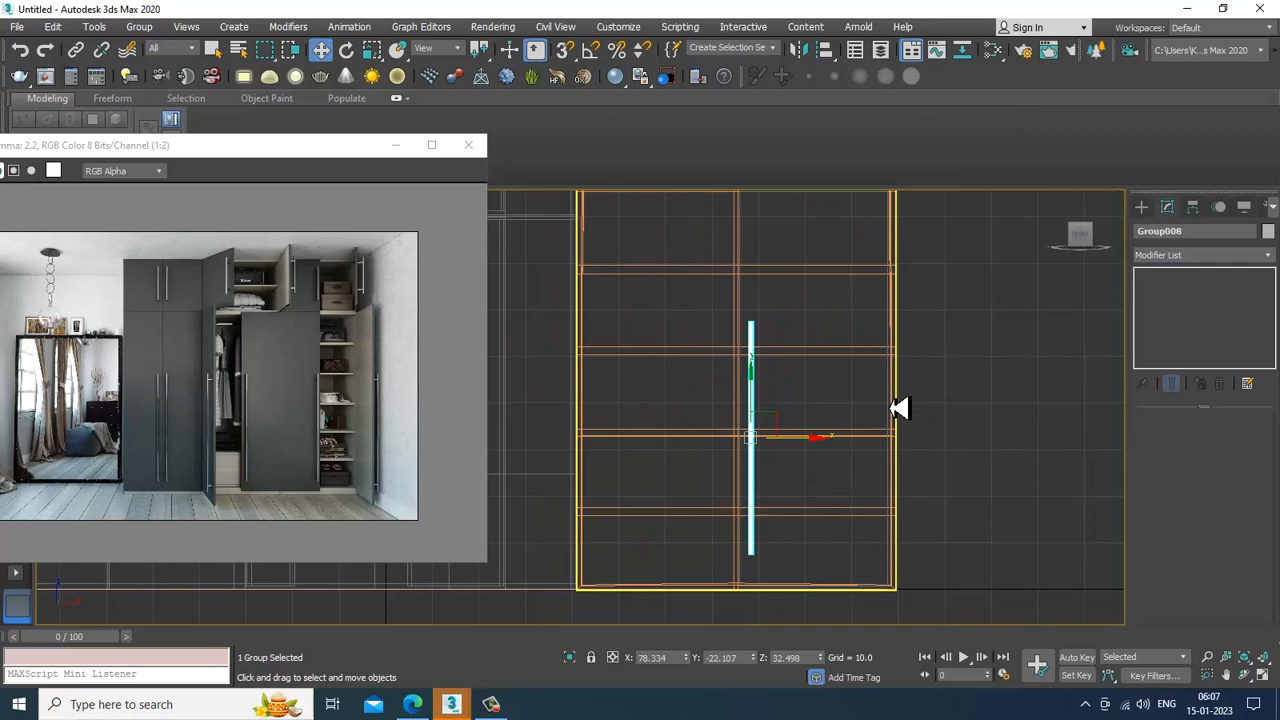 Untitled - Autodesk 3ds Max 2020
File Edit Tools Group Views Create Modifiers Animation Graph Editors Rendering Civil View Customize Scripting Interactive Content Arnold Help Sign In Workspaces: Default
All View Create Selection Se C:\Users\K...s Max 2020
Modeling Freeform Selection Object Paint Populate
mma: 2.2, RGB Color 8 Bits/Channel (1:2)
RGB Alpha
FRONT
Group008
Modifier List
x
0 / 100
1 Group Selected X: 78.334 Y: -22.107 Z: 32.498 Grid = 10.0 Auto Key Selected
MAXScript Mini Listener Click and drag to select and move objects Add Time Tag 0 Set Key Key Filters...
Type here to search ENG 06:07
15-01-2023